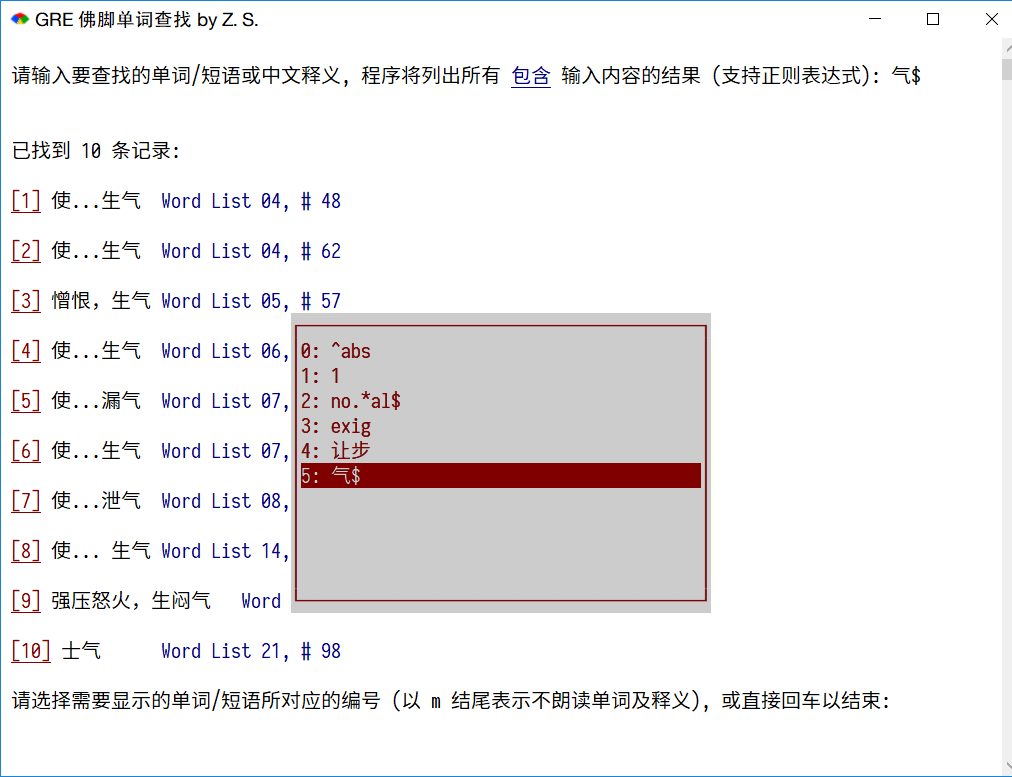 GRE 佛脚单词查找 by Z. S.
请输入要查找的单词/短语或中文释义，程序将列出所有 包含 输入内容的结果（支持正则表达式）：气$
已找到 10 条记录：
[1] 使...生气 Word List 04, # 48
[2] 使...生气 Word List 04, # 62
[3] 憎恨，生气 Word List 05, # 57
[4] 使...生气 Word List 06,
[5] 使...漏气 Word List 07,
[6] 使...生气 Word List 07,
[7] 使...泄气 Word List 08,
[8] 使... 生气 Word List 14,
[9] 强压怒火，生闷气 Word
[10] 士气 Word List 21, # 98
0: ^abs
1: 1
2: no.*al$
3: exig
4: 让步
5: 气$
请选择需要显示的单词/短语所对应的编号（以 m 结尾表示不朗读单词及释义），或直接回车以结束：